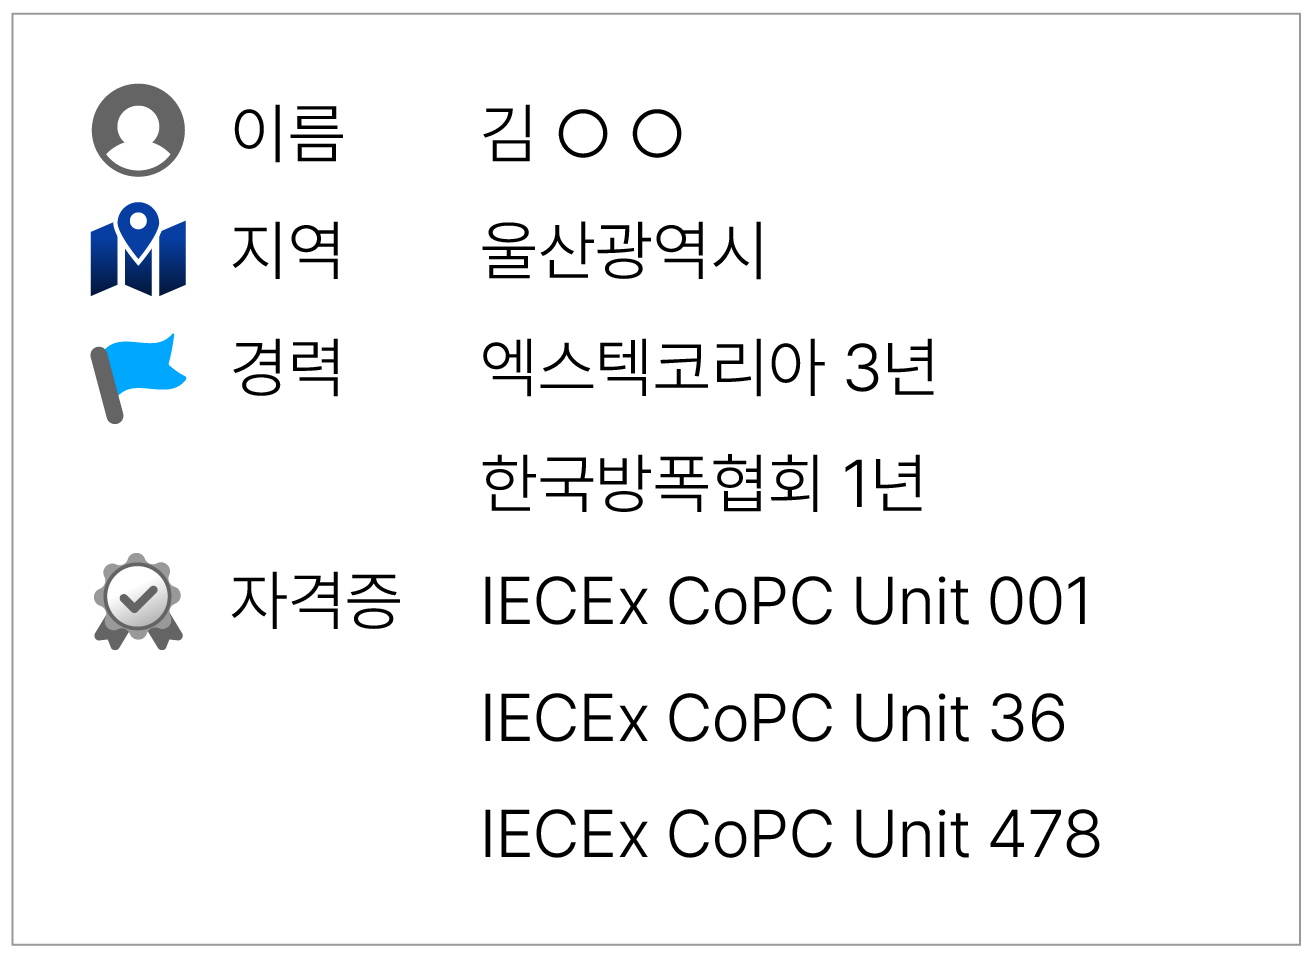 이름 김 ○ ○
지역 울산광역시
경력 엑스텍코리아 3년
한국방폭협회 1년
자격증 IECEx CoPC Unit 001
IECEx CoPC Unit 36
IECEx CoPC Unit 478